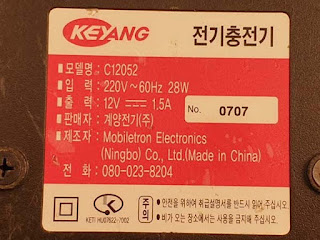 KEYANG 전기충전기
■ 모델명 : C12052
■ 입 력 : 220V~60Hz 28W
■ 출 력 : 12V 1.5A
No. 0707
■ 판매자 : 계양전기(주)
■ 제조자 : Mobiletron Electronics
(Ningbo) Co., Ltd.(Made in China)
■ 전 화 : 080-023-8204
KETI HU07622-7002
주의
● 안전을 위하여 취급설명서를 반드시 읽어 주십시오.
● 비가 오는 장소에서는 사용을 금지해 주십시오.